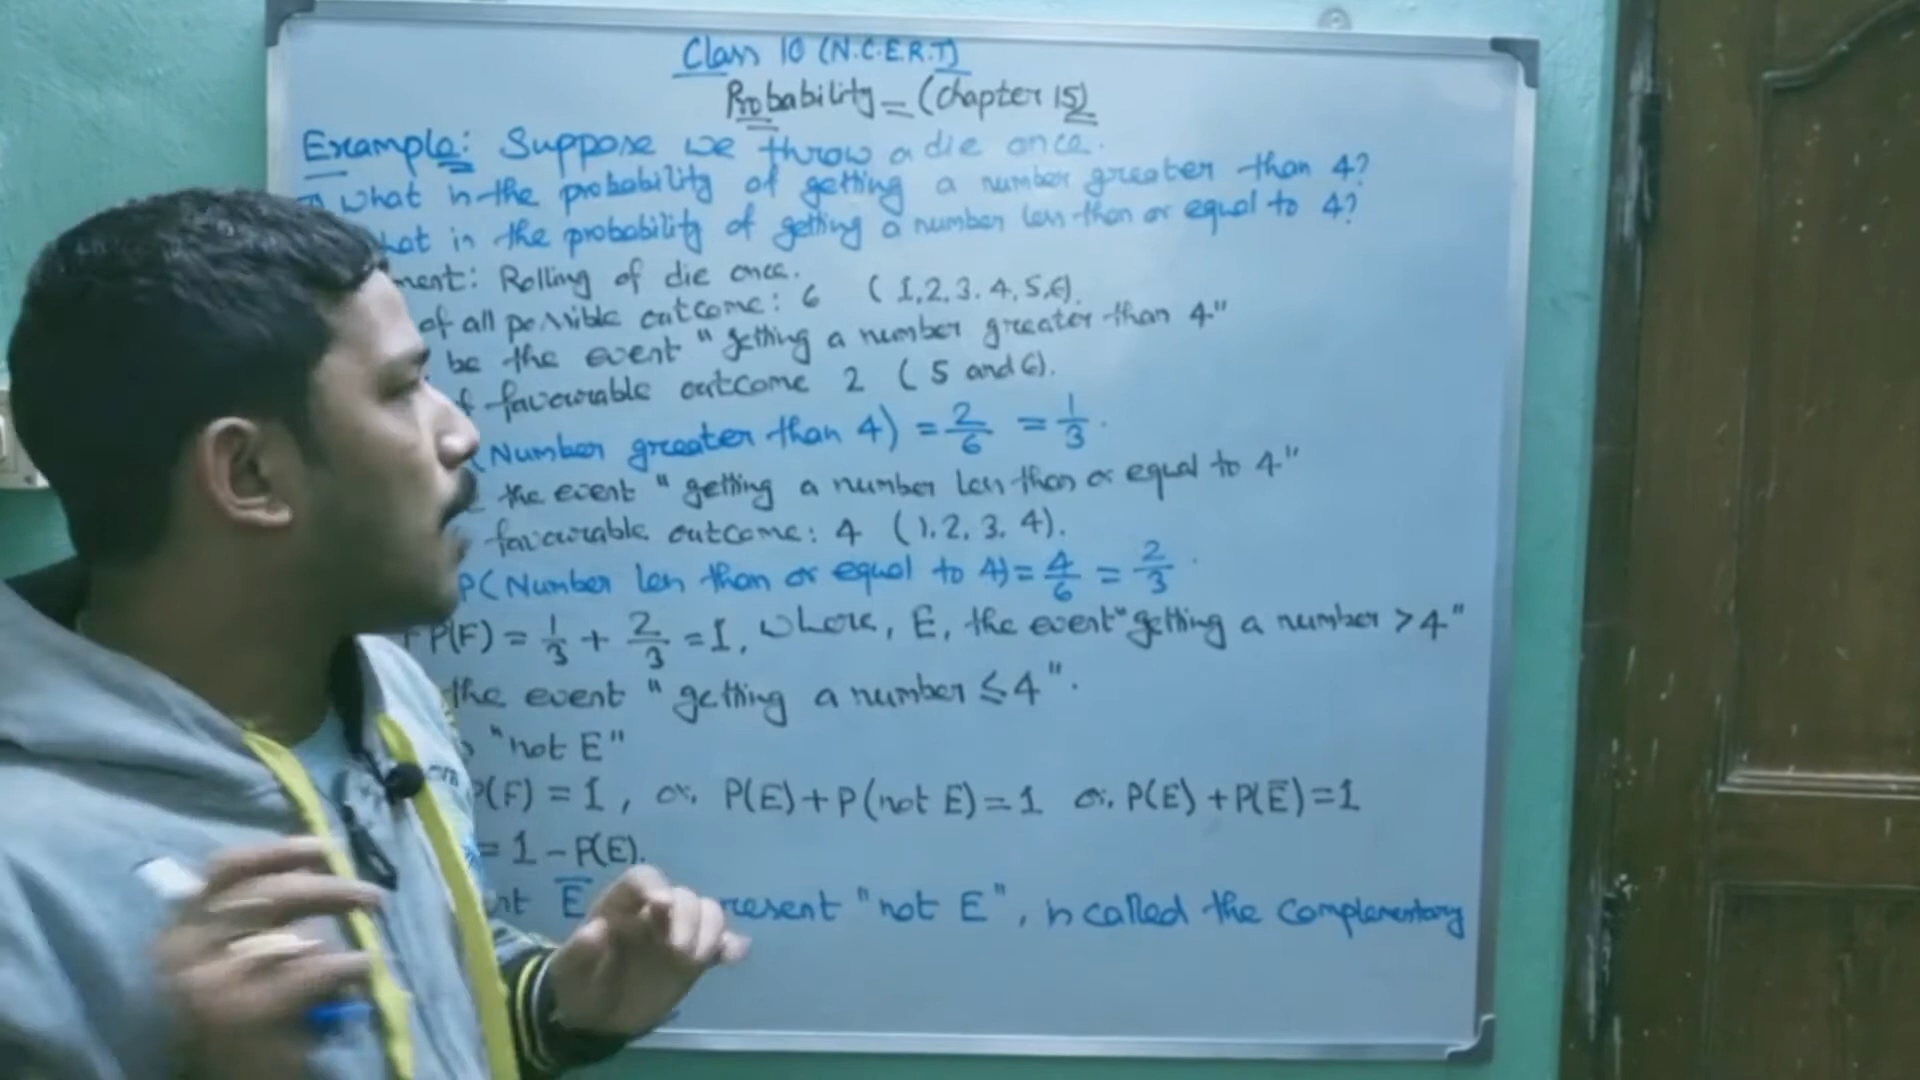 Class 10 (N.C.E.R.T)
Probability = (Chapter 15)
Example: Suppose we throw a die once.
What is the probability of getting a number greater than 4?
hat is the probability of getting a number less than or equal to 4?
ment: Rolling of die once.
of all possible outcome: 6 (1,2,3.4,5,6).
be the event "getting a number greater than 4"
f favourable outcome 2 (5 and 6).
(Number greater than 4) = 2/6 = 1/3.
the event "getting a number less than or equal to 4"
favourable outcome: 4 (1,2,3,4).
P(Number less than or equal to 4) = 4/6 = 2/3.
+ P(F) = 1/3 + 2/3 = 1, where, E, the event "getting a number > 4"
the event "getting a number ≤ 4".
"not E"
P(F) = 1, or, P(E) + P(not E) = 1 or, P(E) + P(E̅) = 1
= 1 - P(E).
nt E̅ resent "not E", is called the Complementary